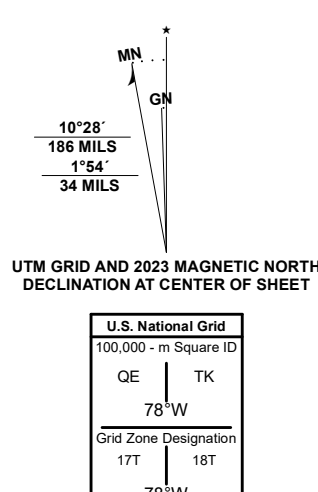 ★
MN
GN
10°28´
186 MILS
1°54´
34 MILS
UTM GRID AND 2023 MAGNETIC NORTH
DECLINATION AT CENTER OF SHEET
U.S. National Grid
100,000 - m Square ID
QE TK
78°W
Grid Zone Designation
17T 18T
78°W